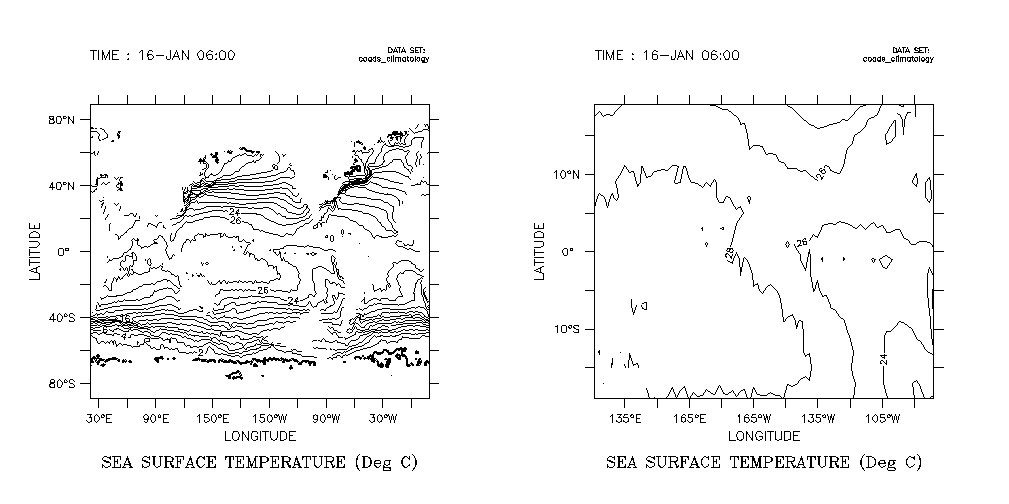 TIME : 16-JAN 06:00
DATA SET:
coads_climatology
80°N
40°N
0°
40°S
80°S
LATITUDE
24
26
26
24
30°E 90°E 150°E 150°W 90°W 30°W
LONGITUDE
SEA SURFACE TEMPERATURE (Deg C)
TIME : 16-JAN 06:00
DATA SET:
coads_climatology
10°N
0°
10°S
LATITUDE
26
28
26
24
135°E 165°E 165°W 135°W 105°W
LONGITUDE
SEA SURFACE TEMPERATURE (Deg C)